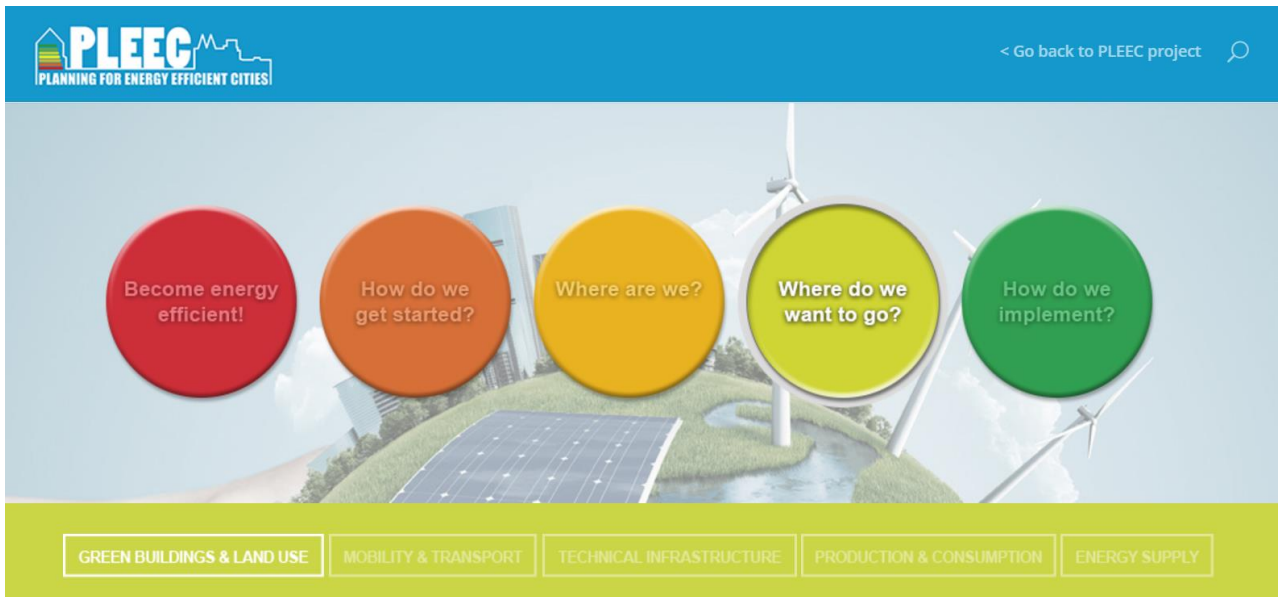 PLEEC
PLANNING FOR ENERGY EFFICIENT CITIES
< Go back to PLEEC project
Become energy
efficient!
How do we
get started?
Where are we?
Where do we
want to go?
How do we
implement?
GREEN BUILDINGS & LAND USE
MOBILITY & TRANSPORT
TECHNICAL INFRASTRUCTURE
PRODUCTION & CONSUMPTION
ENERGY SUPPLY